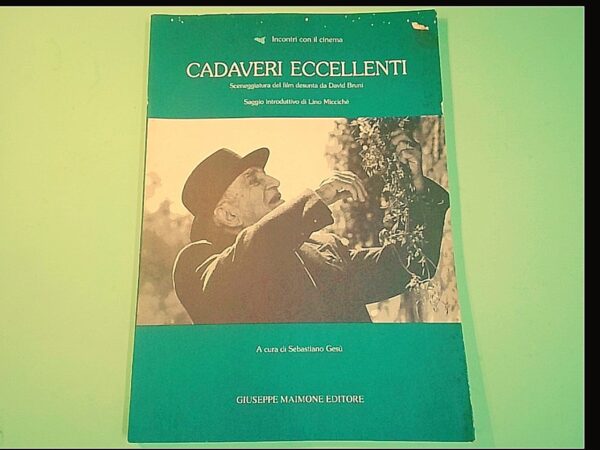 Incontri con il cinema
CADAVERI ECCELLENTI
Sceneggiatura del film desunta da David Bruni
Saggio introduttivo di Lino Miccichè
A cura di Sebastiano Gesù
GIUSEPPE MAIMONE EDITORE